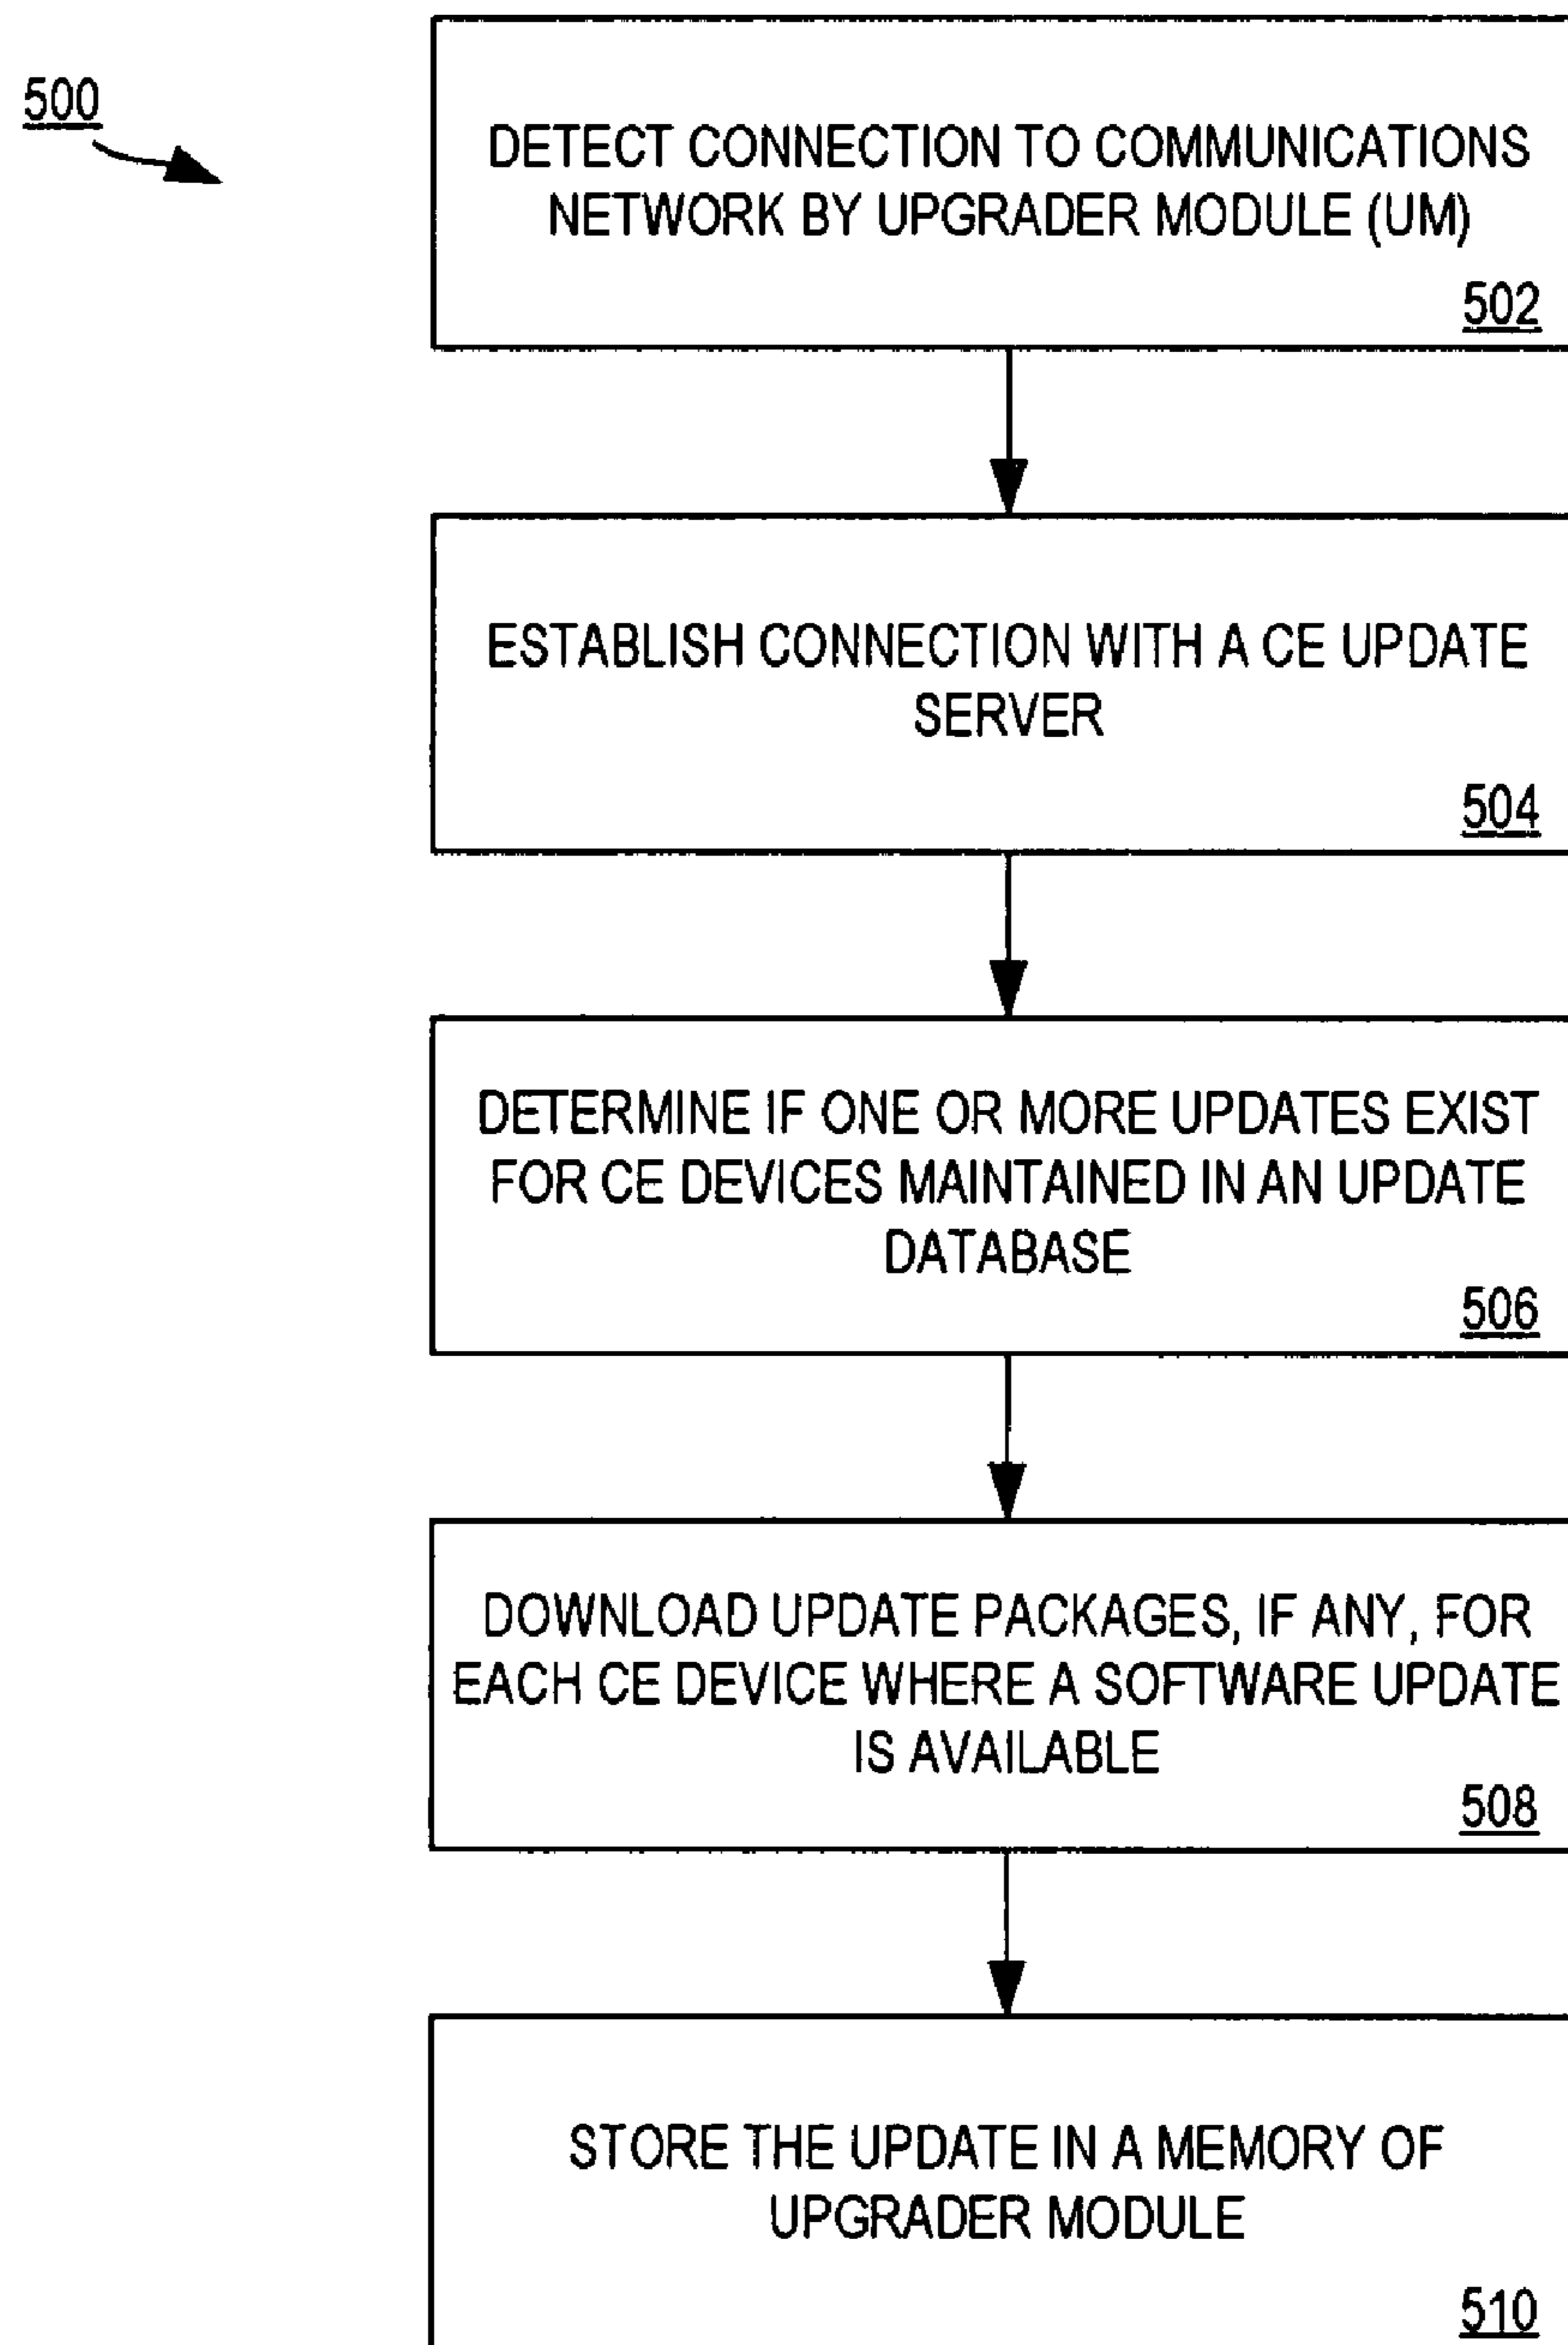 500
DETECT CONNECTION TO COMMUNICATIONS
NETWORK BY UPGRADER MODULE (UM)
502
ESTABLISH CONNECTION WITH A CE UPDATE
SERVER
504
DETERMINE IF ONE OR MORE UPDATES EXIST
FOR CE DEVICES MAINTAINED IN AN UPDATE
DATABASE
506
DOWNLOAD UPDATE PACKAGES, IF ANY, FOR
EACH CE DEVICE WHERE A SOFTWARE UPDATE
IS AVAILABLE
508
STORE THE UPDATE IN A MEMORY OF
UPGRADER MODULE
510